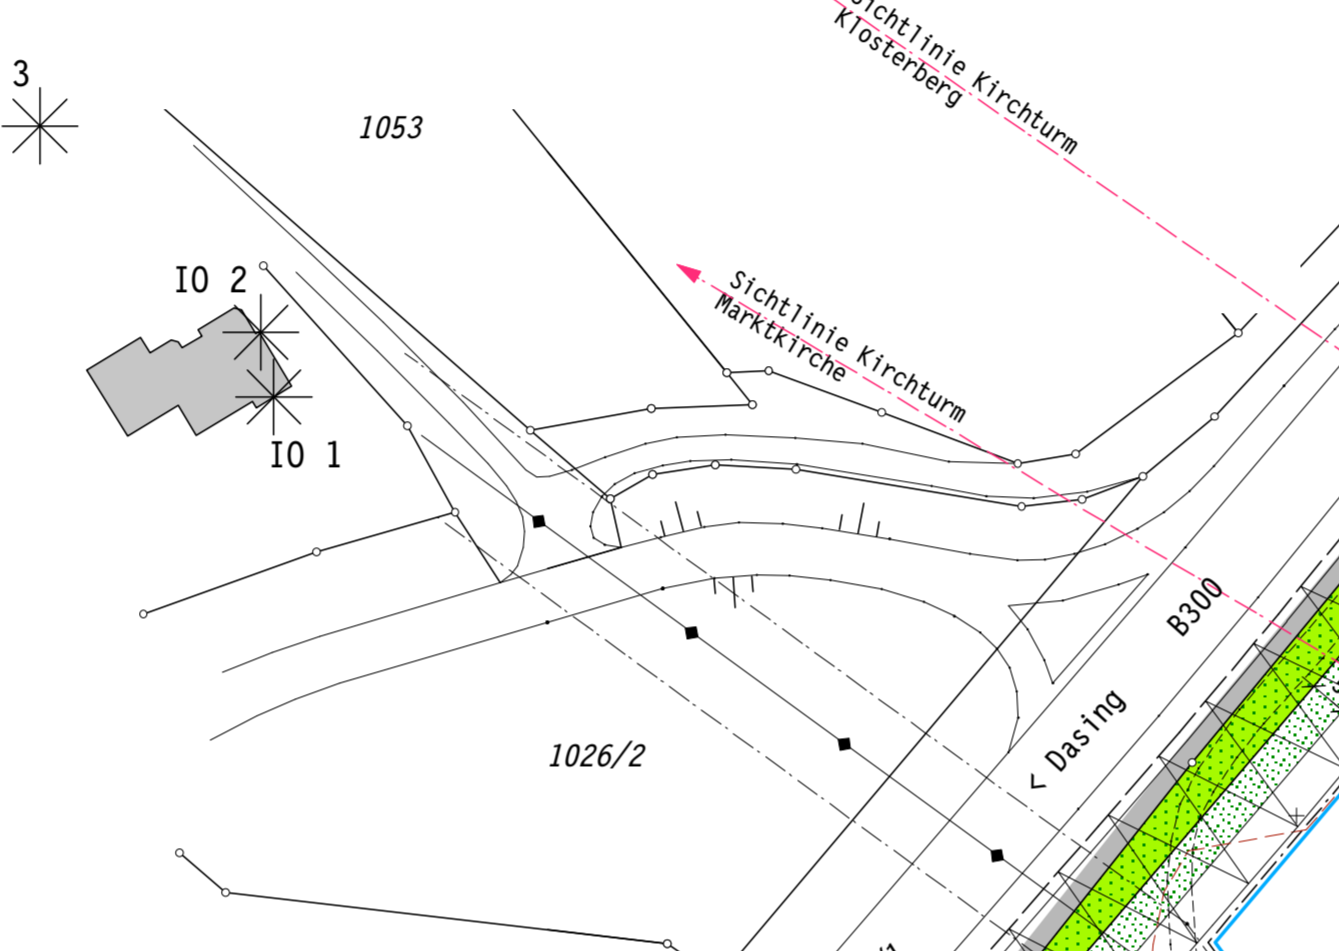 Sichtlinie Kirchturm
Klosterberg
3
1053
IO 2
Sichtlinie Kirchturm
Marktkirche
IO 1
B300
< Dasing
1026/2